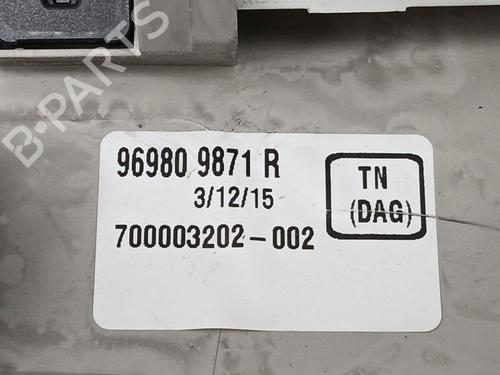 B-PARTS
96980 9871 R
3/12/15
700003202-002
TN
(DAG)